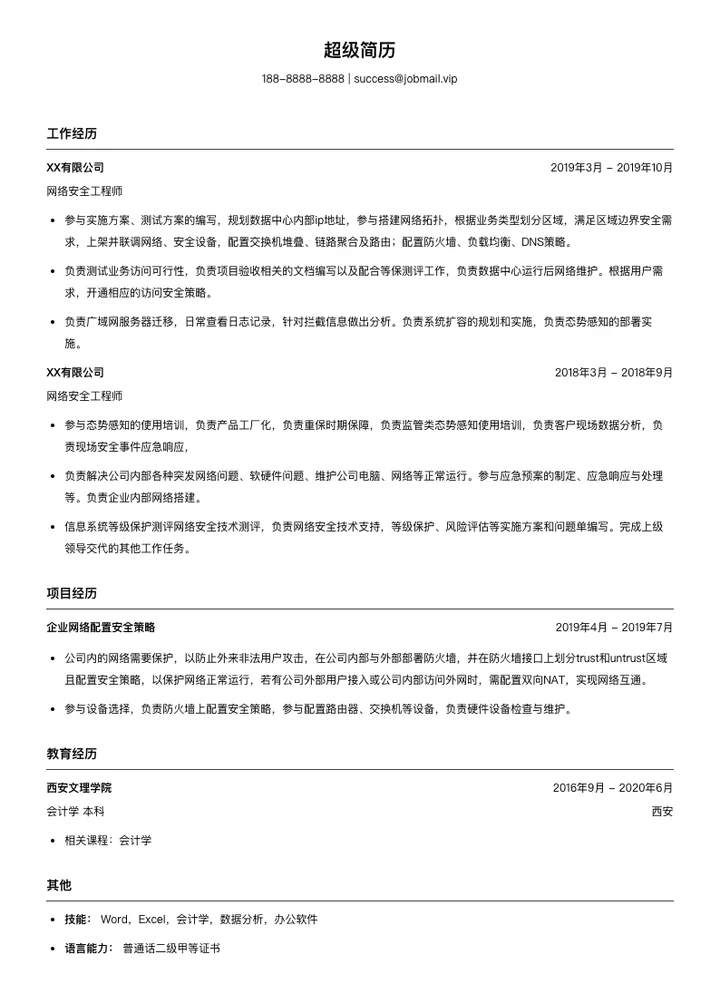 超级简历
188-8888-8888 | success@jobmail.vip
工作经历
XX有限公司 2019年3月 – 2019年10月
网络安全工程师
• 参与实施方案、测试方案的编写，规划数据中心内部ip地址，参与搭建网络拓扑，根据业务类型划分区域，满足区域边界安全需
求，上架并联调网络、安全设备，配置交换机堆叠、链路聚合及路由；配置防火墙、负载均衡、DNS策略。
• 负责测试业务访问可行性，负责项目验收相关的文档编写以及配合等保测评工作，负责数据中心运行后网络维护。根据用户需
求，开通相应的访问安全策略。
• 负责广域网服务器迁移，日常查看日志记录，针对拦截信息做出分析。负责系统扩容的规划和实施，负责态势感知的部署实
施。
XX有限公司 2018年3月 – 2018年9月
网络安全工程师
• 参与态势感知的使用培训，负责产品工厂化，负责重保时期保障，负责监管类态势感知使用培训，负责客户现场数据分析，负
责现场安全事件应急响应，
• 负责解决公司内部各种突发网络问题、软硬件问题、维护公司电脑、网络等正常运行。参与应急预案的制定、应急响应与处理
等。负责企业内部网络搭建。
• 信息系统等级保护测评网络安全技术测评，负责网络安全技术支持，等级保护、风险评估等实施方案和问题单编写。完成上级
领导交代的其他工作任务。
项目经历
企业网络配置安全策略 2019年4月 – 2019年7月
• 公司内的网络需要保护，以防止外来非法用户攻击，在公司内部与外部部署防火墙，并在防火墙接口上划分trust和untrust区域
且配置安全策略，以保护网络正常运行，若有公司外部用户接入或公司内部访问外网时，需配置双向NAT，实现网络互通。
• 参与设备选择，负责防火墙上配置安全策略，参与配置路由器、交换机等设备，负责硬件设备检查与维护。
教育经历
西安文理学院 2016年9月 – 2020年6月
会计学 本科 西安
• 相关课程：会计学
其他
• 技能： Word，Excel，会计学，数据分析，办公软件
• 语言能力： 普通话二级甲等证书